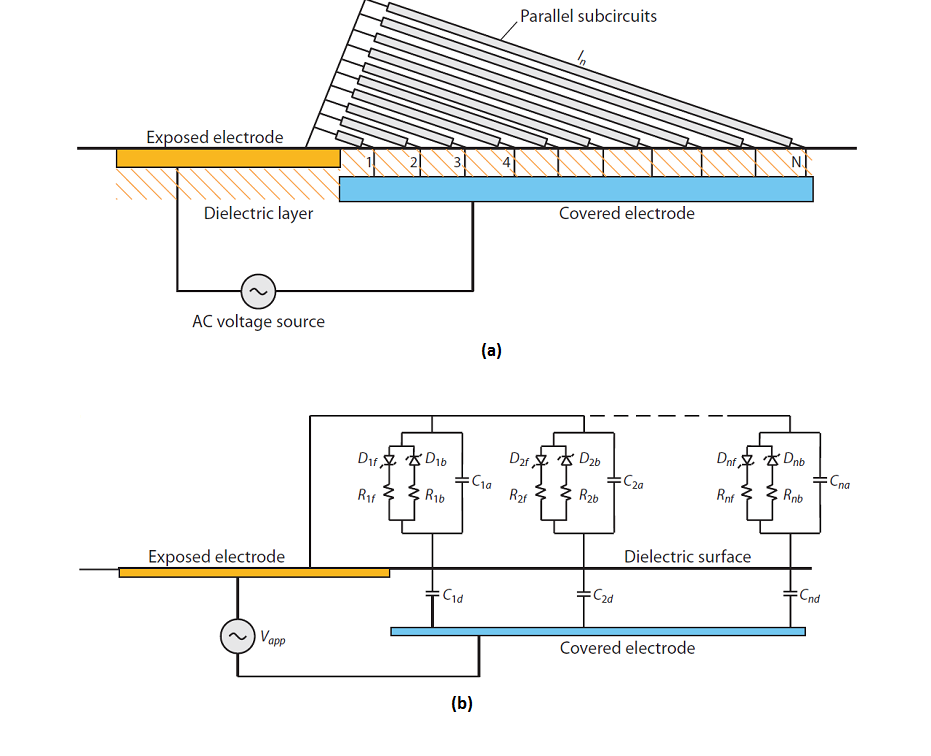 Parallel subcircuits
Iₙ
Exposed electrode
1 2 3 4 N
Dielectric layer
Covered electrode
AC voltage source
(a)
D1f D1b D2f D2b Dnf Dnb
C1a C2a Cna
R1f R1b R2f R2b Rnf Rnb
Exposed electrode
Dielectric surface
C1d C2d Cnd
Vapp
Covered electrode
(b)